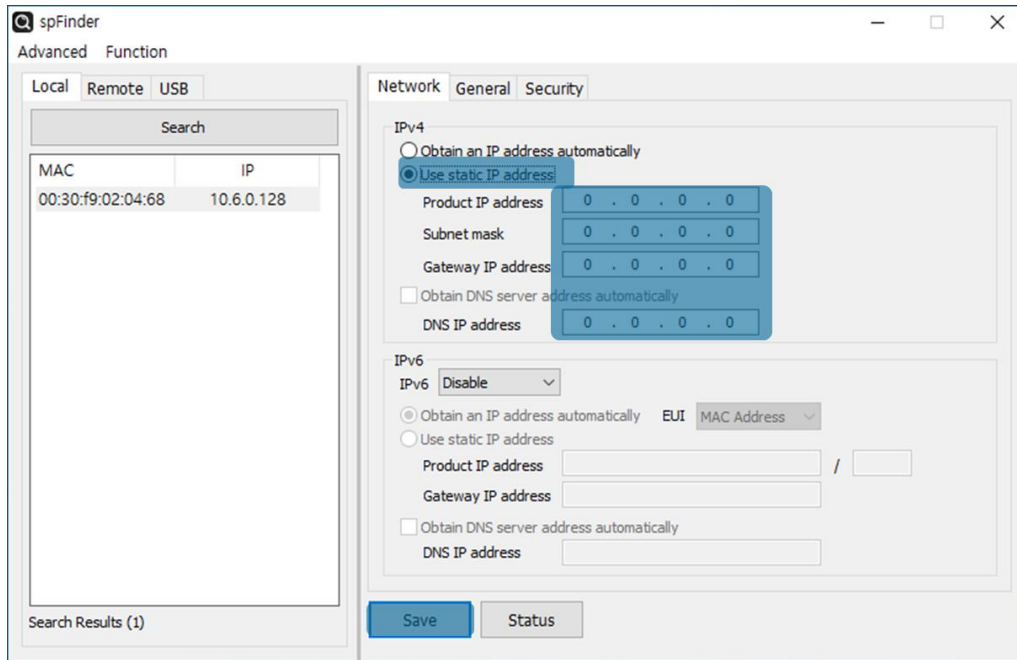 spFinder
Advanced Function
Local Remote USB
Search
MAC IP
00:30:f9:02:04:68 10.6.0.128
Search Results (1)
Network General Security
IPv4
Obtain an IP address automatically
Use static IP address
Product IP address 0 . 0 . 0 . 0
Subnet mask 0 . 0 . 0 . 0
Gateway IP address 0 . 0 . 0 . 0
Obtain DNS server address automatically
DNS IP address 0 . 0 . 0 . 0
IPv6
IPv6 Disable
Obtain an IP address automatically EUI MAC Address
Use static IP address
Product IP address /
Gateway IP address
Obtain DNS server address automatically
DNS IP address
Save Status